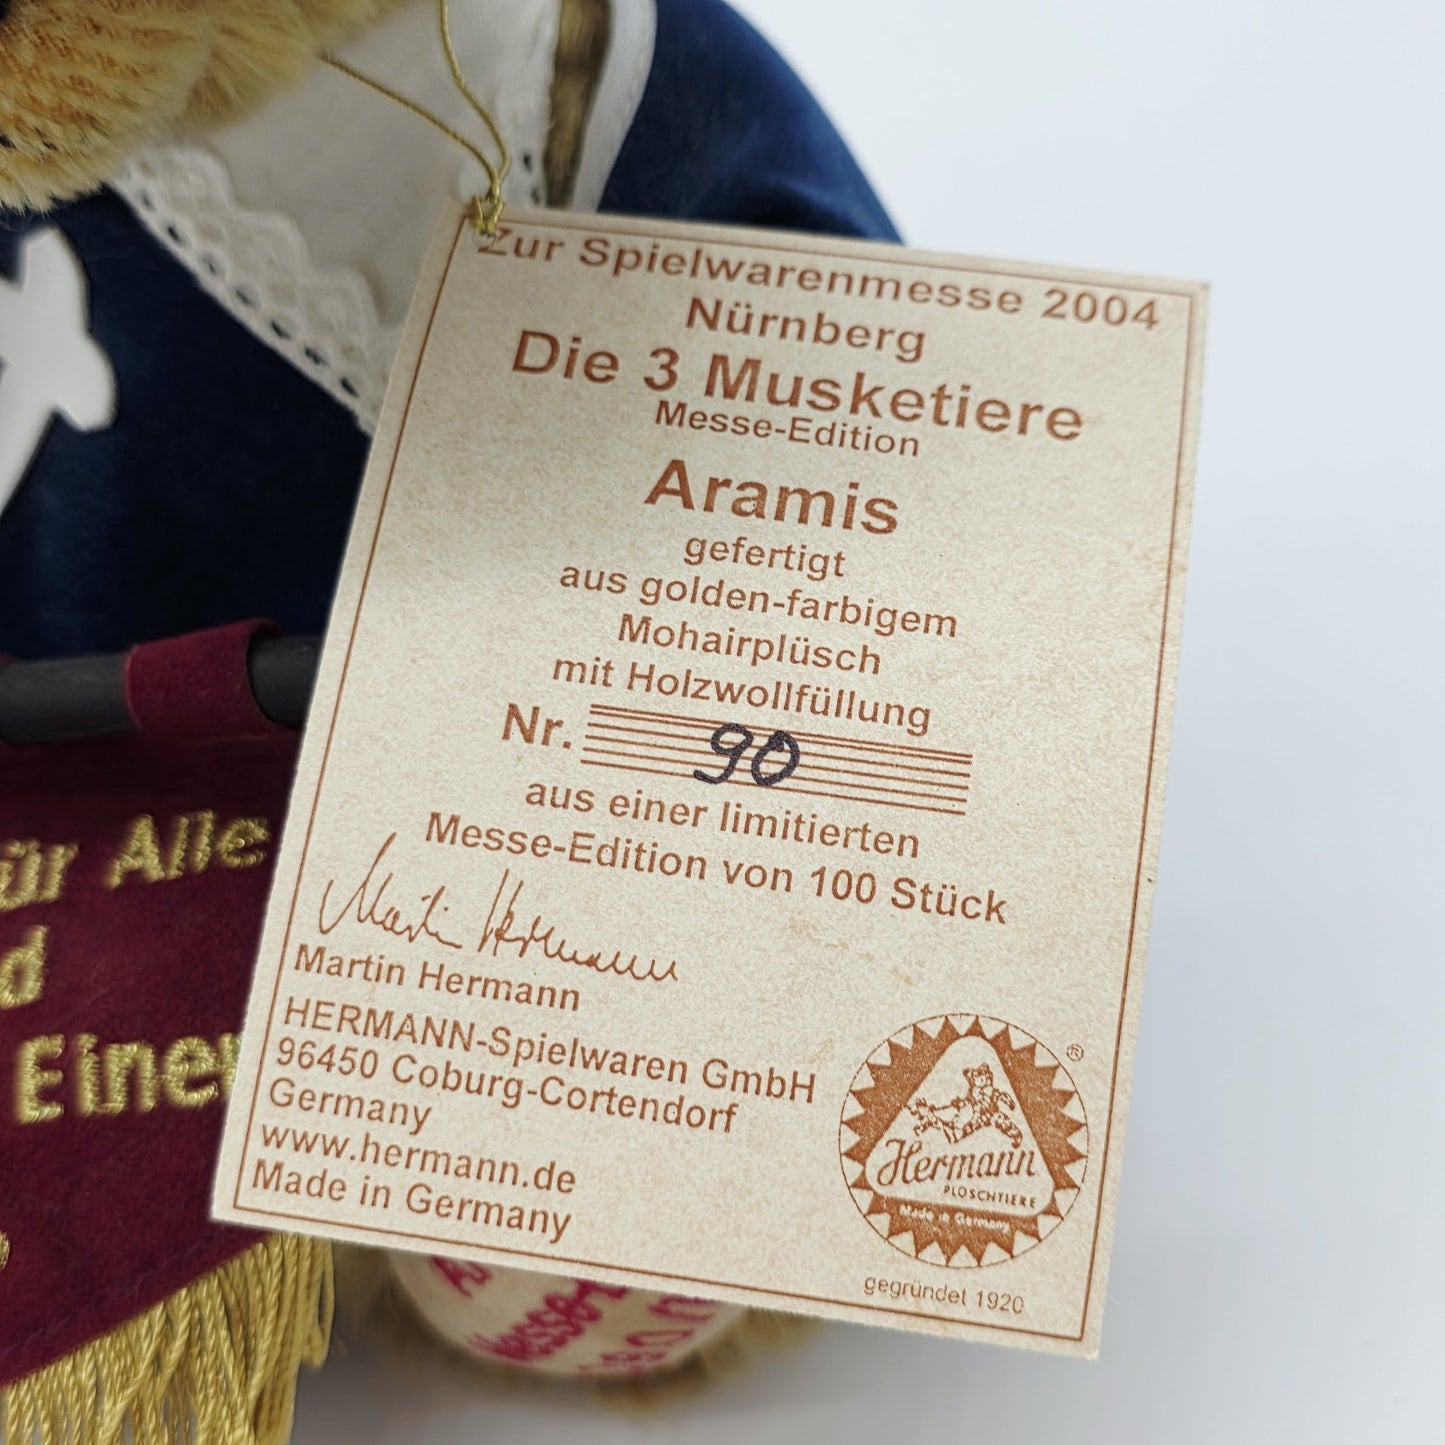 Zur Spielwarenmesse 2004
Nürnberg
Die 3 Musketiere
Messe-Edition
Aramis
gefertigt
aus golden-farbigem
Mohairplüsch
mit Holzwollfüllung
Nr. 90
aus einer limitierten
Messe-Edition von 100 Stück
Martin Hermann
Martin Hermann
HERMANN-Spielwaren GmbH
96450 Coburg-Cortendorf
Germany
www.hermann.de
Made in Germany
®
Hermann
PLÜSCHTIERE
Made in Germany
gegründet 1920
ür Alle
d
Einer